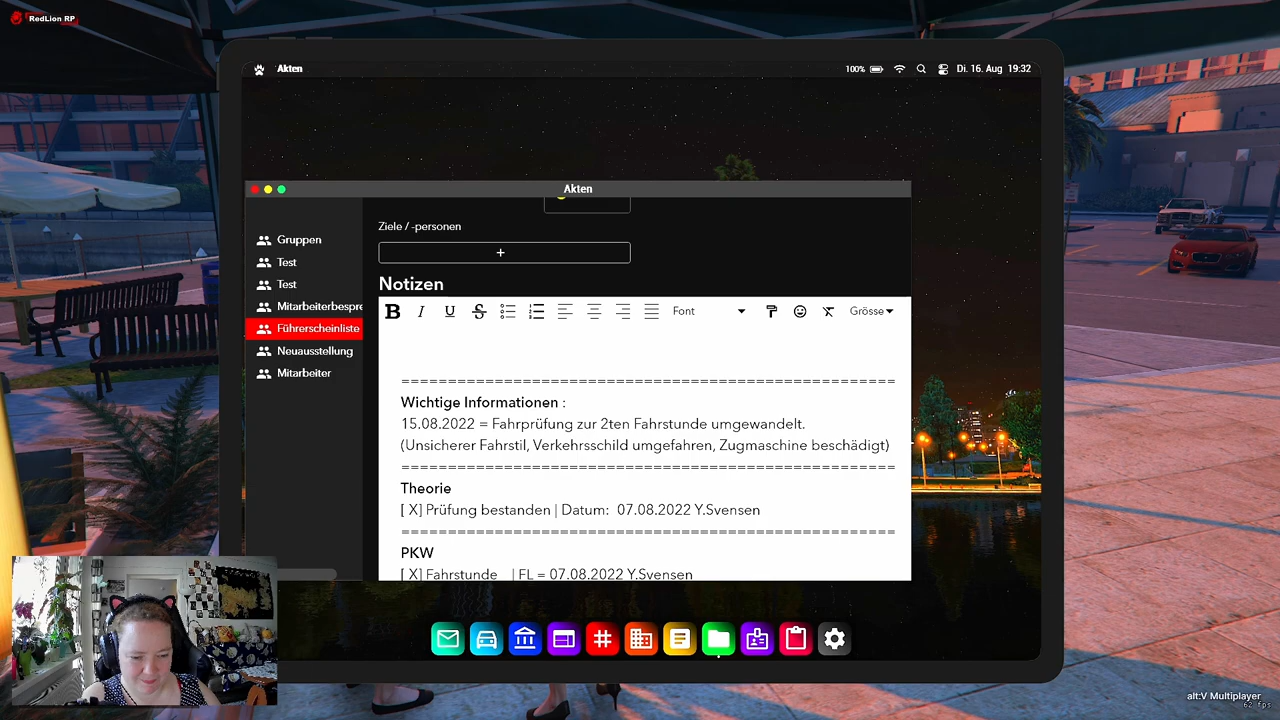 RedLion RP
Akten
100%
Di. 16. Aug 19:32
Akten
Gruppen
Test
Test
Mitarbeiterbespre
Führerscheinliste
Neuausstellung
Mitarbeiter
Ziele / -personen
+
Notizen
B I U S Font Grösse
=====================================================
Wichtige Informationen :
15.08.2022 = Fahrprüfung zur 2ten Fahrstunde umgewandelt.
(Unsicherer Fahrstil, Verkehrsschild umgefahren, Zugmaschine beschädigt)
=====================================================
Theorie
[ X] Prüfung bestanden | Datum: 07.08.2022 Y.Svensen
=====================================================
PKW
[ X] Fahrstunde | FL = 07.08.2022 Y.Svensen
alt:V Multiplayer
62 fps